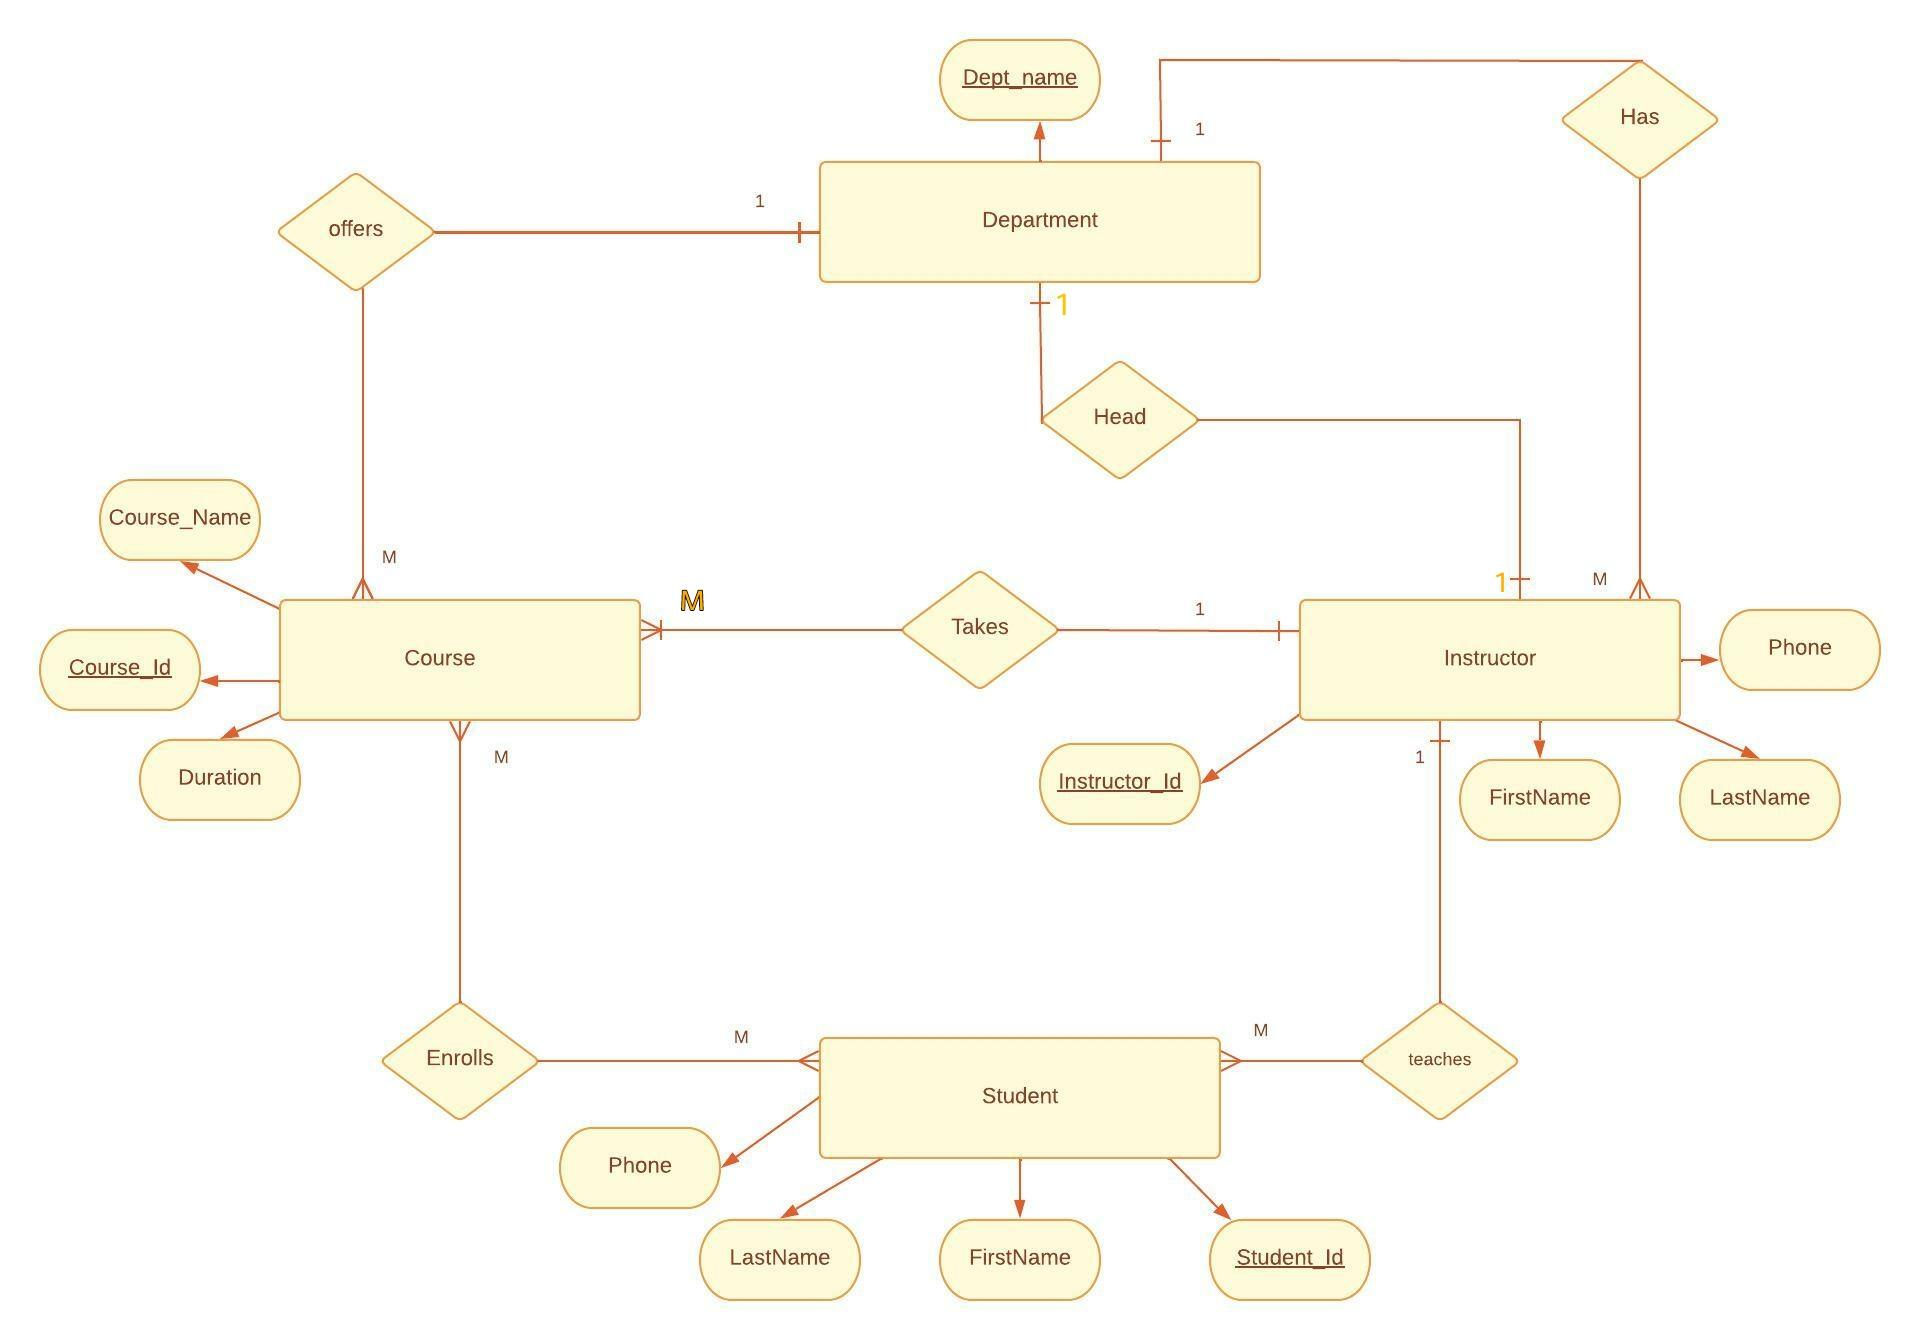 Dept_name
Has
1
1
offers
Department
1
Head
Course_Name
M
1
M
M
Takes
1
Course
Instructor
Phone
Course_Id
Duration
M
1
Instructor_Id
FirstName
LastName
Enrolls
M
M
teaches
Student
Phone
LastName
FirstName
Student_Id